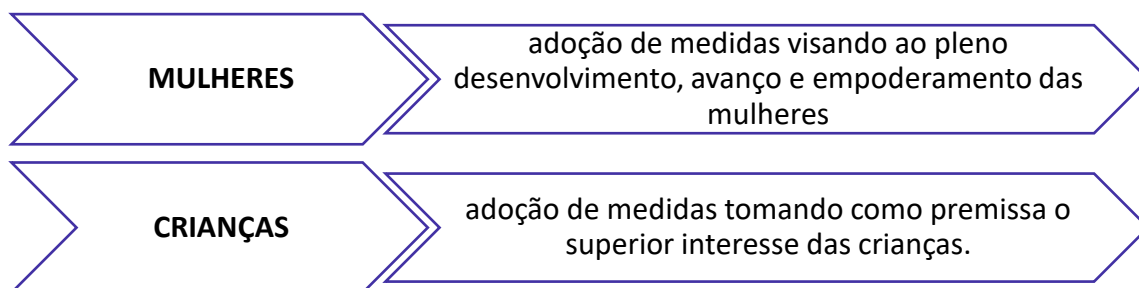 MULHERES
adoção de medidas visando ao pleno
desenvolvimento, avanço e empoderamento das
mulheres
CRIANÇAS
adoção de medidas tomando como premissa o
superior interesse das crianças.